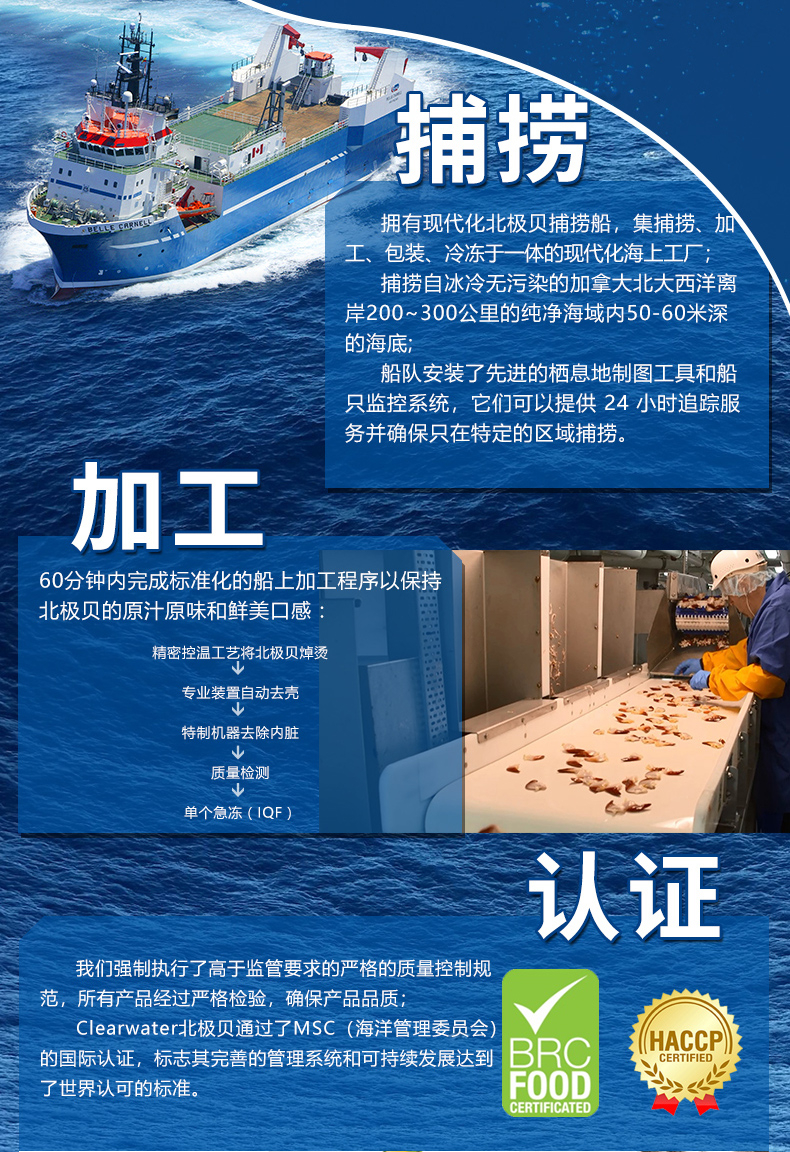 BELLE CARNELL
捕捞
拥有现代化北极贝捕捞船，集捕捞、加
工、包装、冷冻于一体的现代化海上工厂；
捕捞自冰冷无污染的加拿大北大西洋离
岸200~300公里的纯净海域内50-60米深
的海底;
船队安装了先进的栖息地制图工具和船
只监控系统，它们可以提供 24 小时追踪服
务并确保只在特定的区域捕捞。
加工
60分钟内完成标准化的船上加工程序以保持
北极贝的原汁原味和鲜美口感：
精密控温工艺将北极贝焯烫
↓
专业装置自动去壳
↓
特制机器去除内脏
↓
质量检测
↓
单个急冻（IQF）
认证
我们强制执行了高于监管要求的严格的质量控制规
范，所有产品经过严格检验，确保产品品质；
Clearwater北极贝通过了MSC（海洋管理委员会）
的国际认证，标志其完善的管理系统和可持续发展达到
了世界认可的标准。
BRC
FOOD
CERTIFICATED
HACCP
CERTIFIED